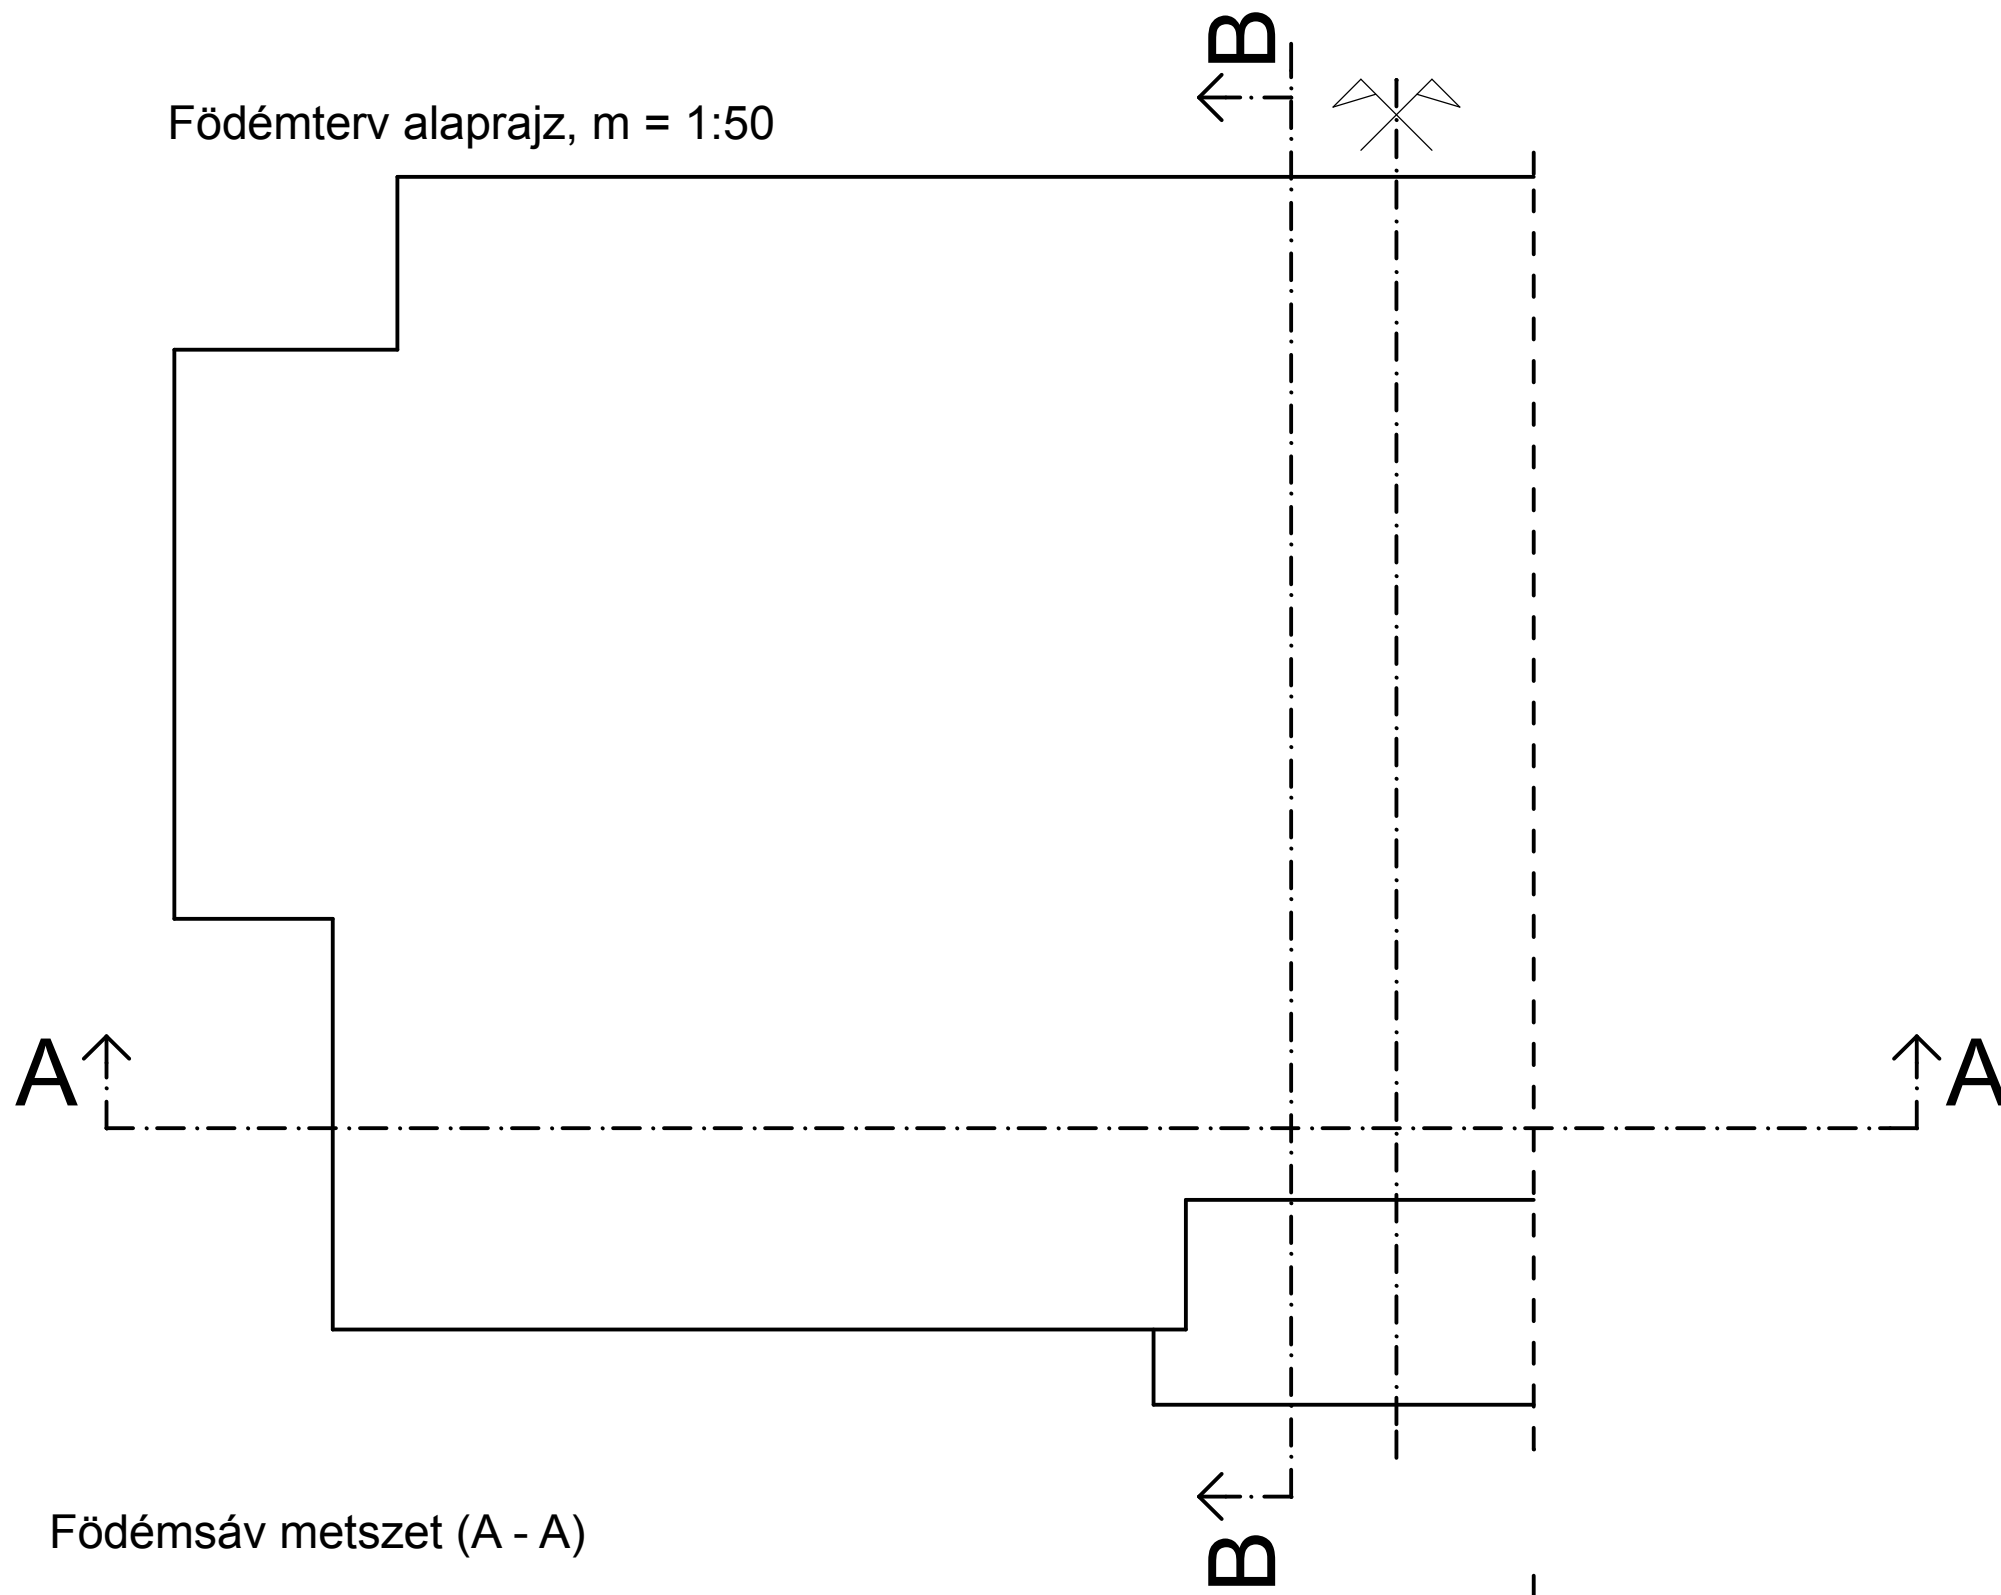 B
Födémterv alaprajz, m = 1:50
A A
Födémsáv metszet (A - A)
B